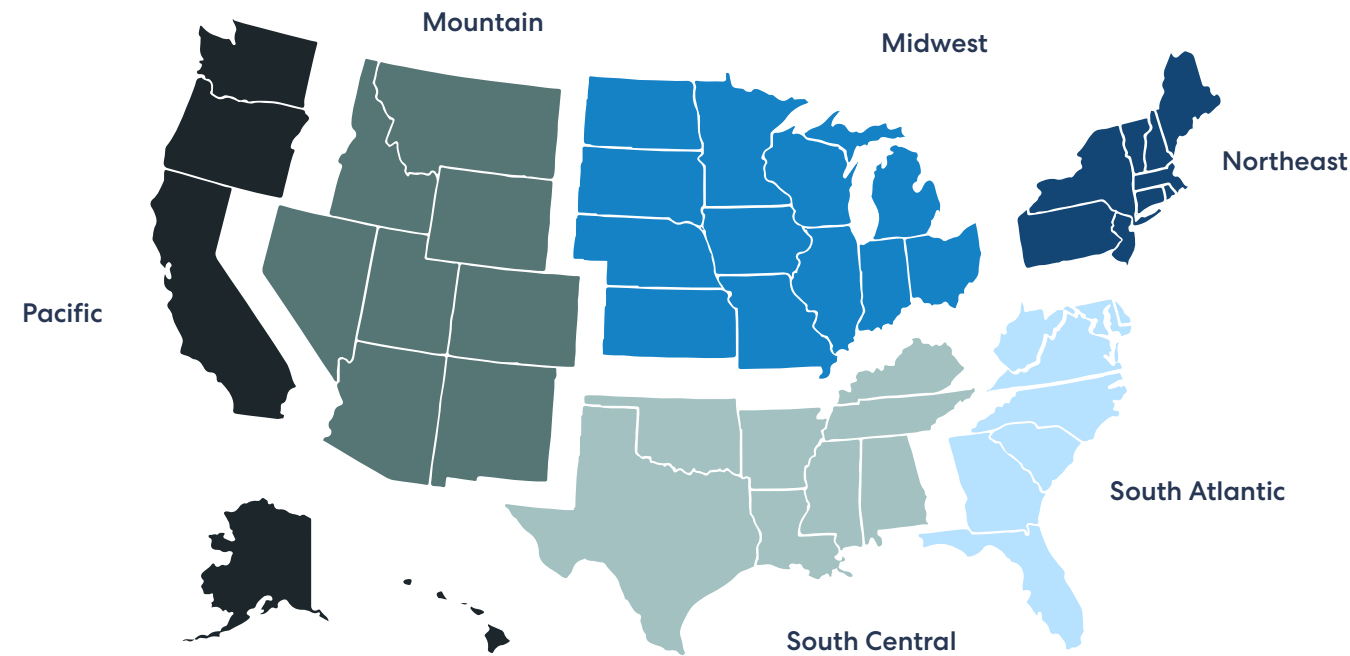 Mountain
Midwest
Northeast
Pacific
South Atlantic
South Central